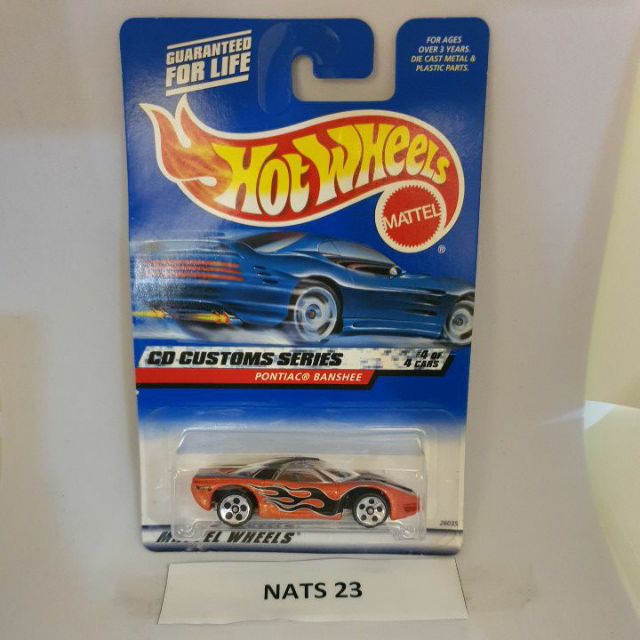 GUARANTEED
FOR LIFE
FOR AGES
OVER 3 YEARS.
DIE CAST METAL &
PLASTIC PARTS.
HOT WHEELS
MATTEL
®
CD CUSTOMS SERIES
#4 OF
4 CARS
PONTIAC® BANSHEE
WHEELS
NATS 23